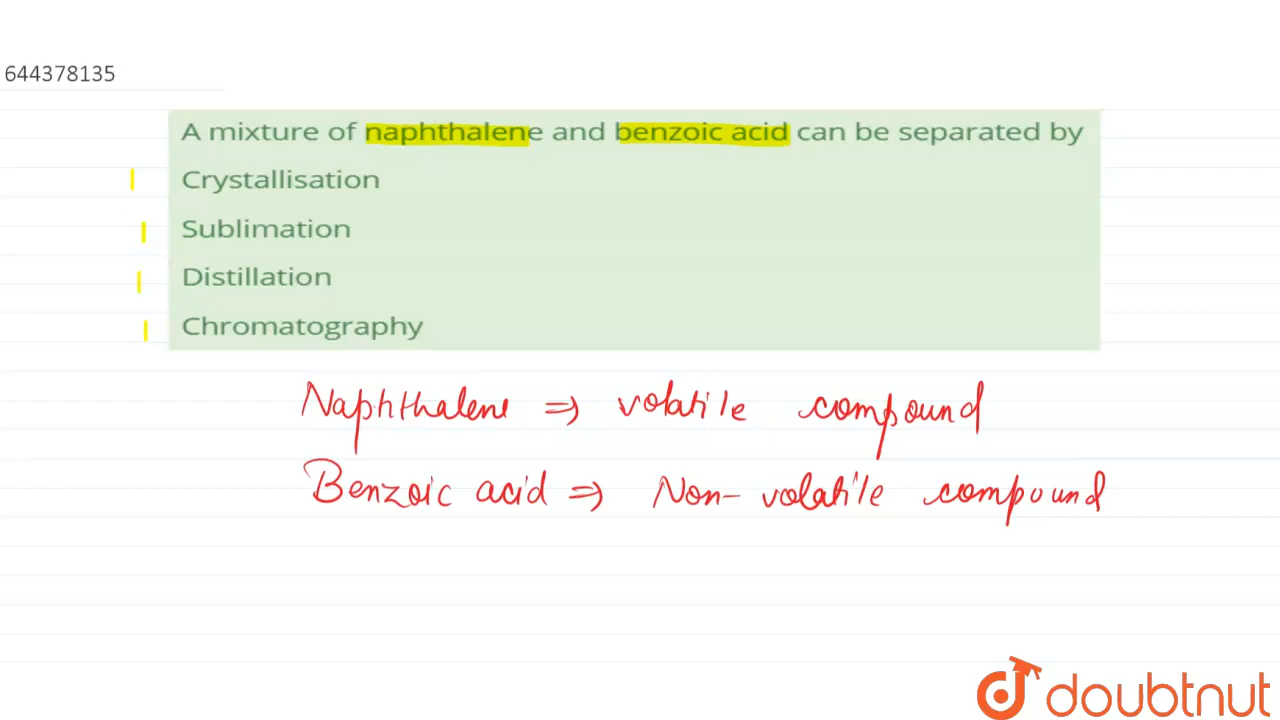 644378135
A mixture of naphthalene and benzoic acid can be separated by
Crystallisation
Sublimation
Distillation
Chromatography
Naphthalene ⇒ volatile compound
Benzoic acid ⇒ Non-volatile compound
doubtnut